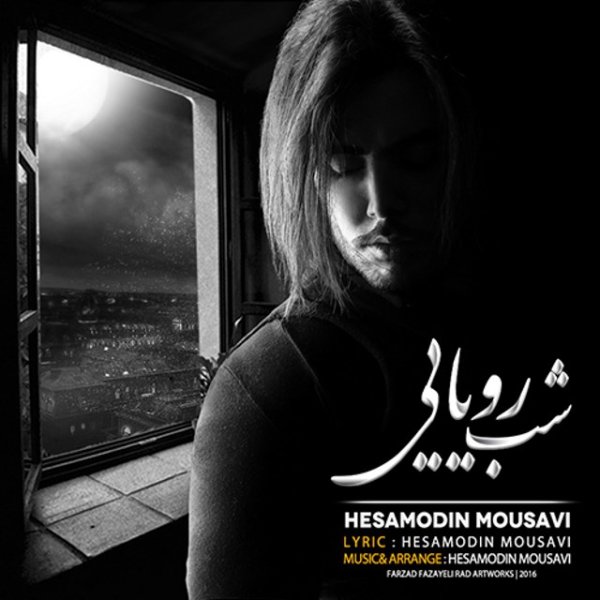 شب رویایی
HESAMODIN MOUSAVI
LYRIC : HESAMODIN MOUSAVI
MUSIC& ARRANGE : HESAMODIN MOUSAVI
FARZAD FAZAYELI RAD ARTWORKS | 2016